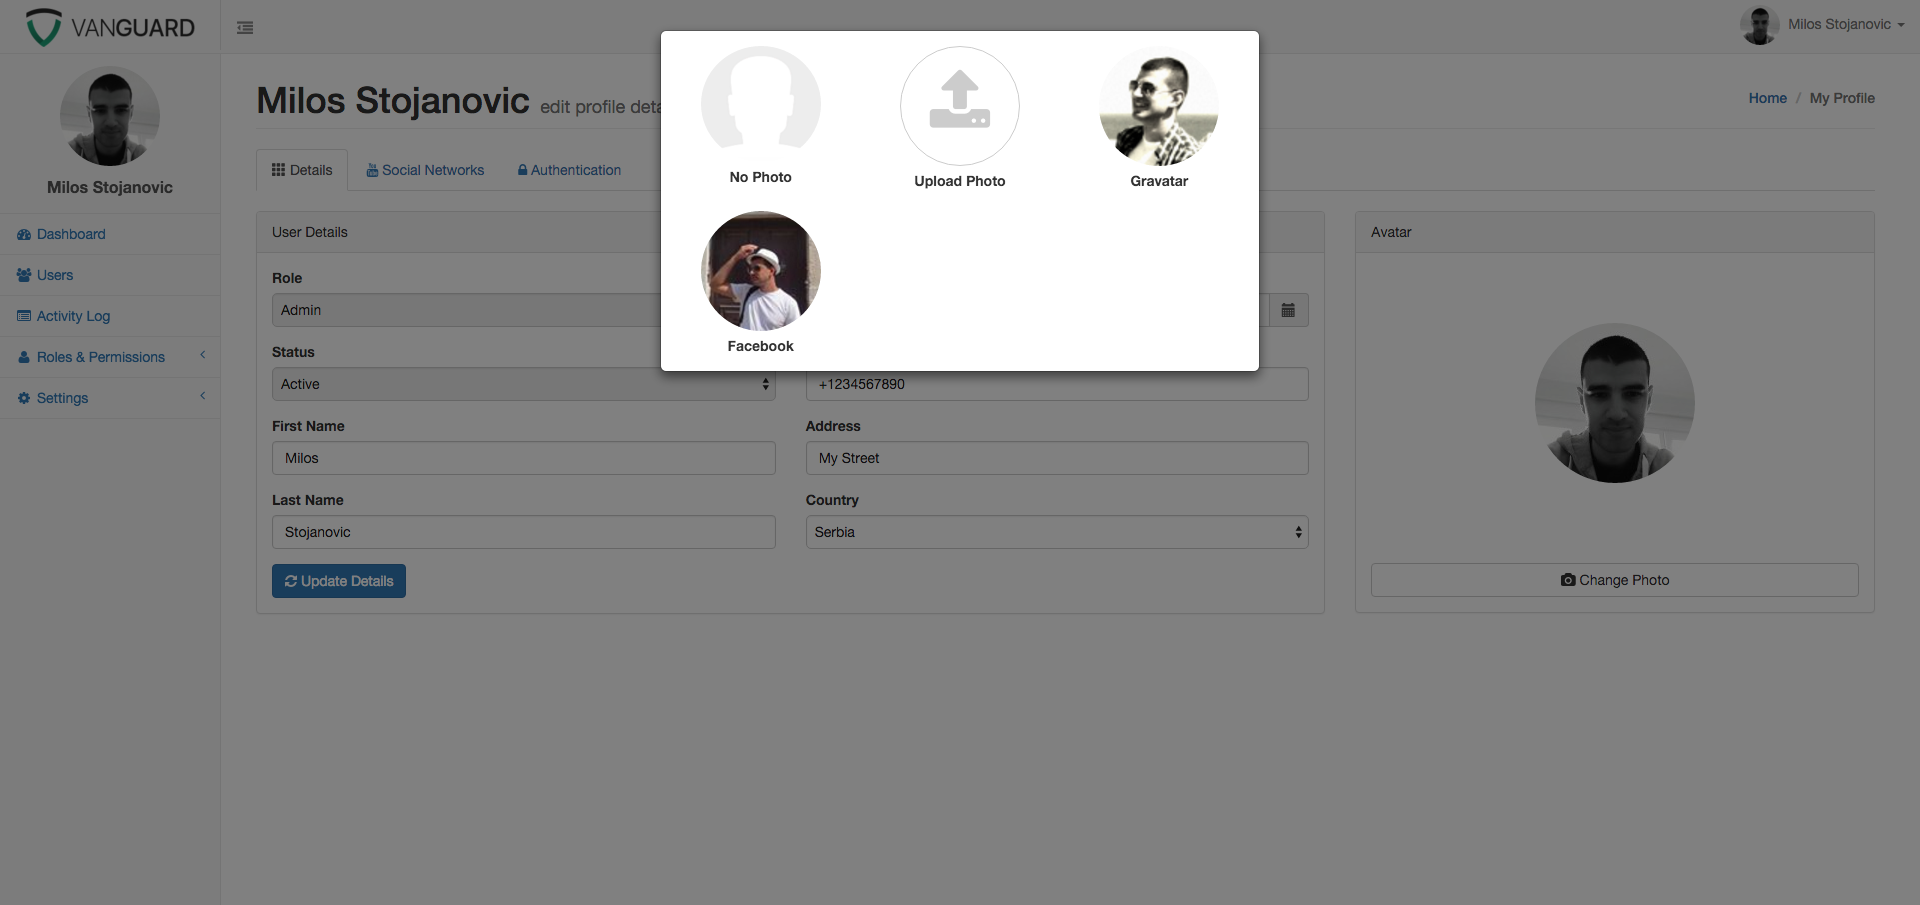 VANGUARD
Milos Stojanovic
Milos Stojanovic
Dashboard
Users
Activity Log
Roles & Permissions
Settings
Milos Stojanovic edit profile deta
Home / My Profile
Details
Social Networks
Authentication
No Photo
Upload Photo
Gravatar
Facebook
User Details
Role
Admin
Status
Active
+1234567890
First Name
Address
Milos
My Street
Last Name
Country
Stojanovic
Serbia
Update Details
Avatar
Change Photo